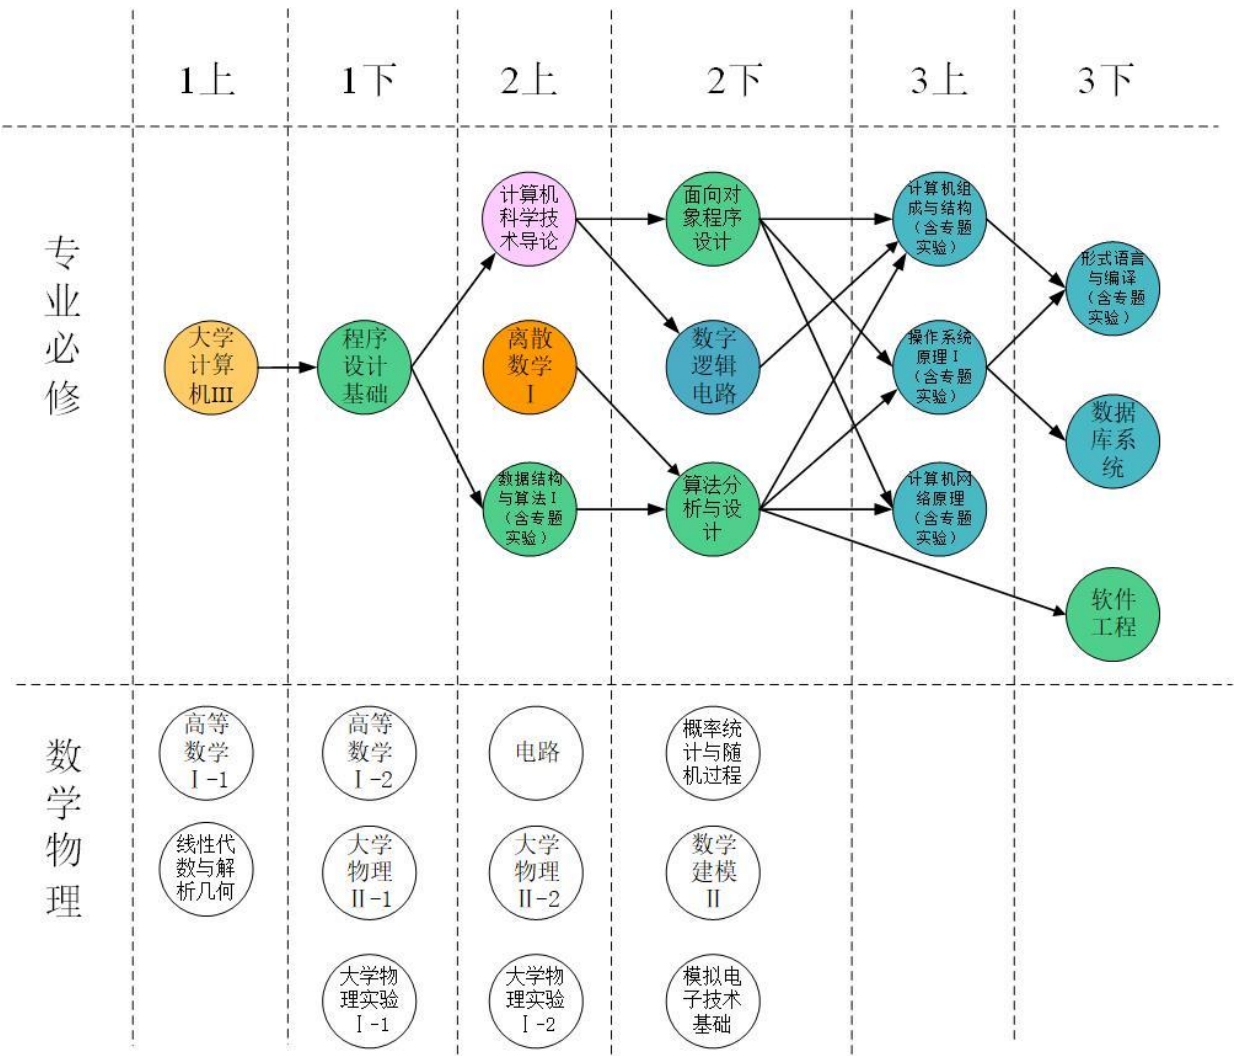 1上
1下
2上
2下
3上
3下
专
业
必
修
大学
计算
机III
程序
设计
基础
计算机
科学技
术导论
离散
数学
I
数据结构
与算法I
（含专题
实验）
面向对
象程序
设计
数字
逻辑
电路
算法分
析与设
计
计算机组
成与结构
（含专题
实验）
操作系统
原理I
（含专题
实验）
计算机网
络原理
（含专题
实验）
形式语言
与编译
（含专题
实验）
数据
库系
统
软件
工程
数
学
物
理
高等
数学
I-1
线性代
数与解
析几何
高等
数学
I-2
大学
物理
II-1
大学物
理实验
I-1
电路
大学
物理
II-2
大学物
理实验
I-2
概率统
计与随
机过程
数学
建模
II
模拟电
子技术
基础